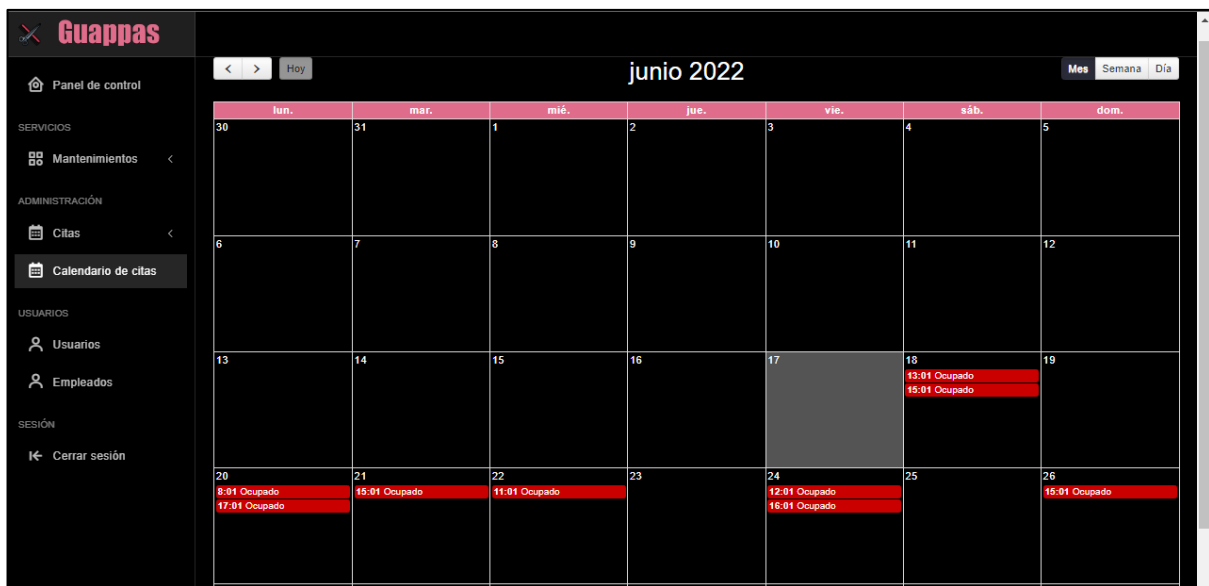 Guappas
Panel de control
SERVICIOS
Mantenimientos
ADMINISTRACIÓN
Citas
Calendario de citas
USUARIOS
Usuarios
Empleados
SESIÓN
Cerrar sesión
Hoy
junio 2022
Mes Semana Día
lun. mar. mié. jue. vie. sáb. dom.
30 31 1 2 3 4 5
6 7 8 9 10 11 12
13 14 15 16 17 18 19
13:01 Ocupado
15:01 Ocupado
20 21 22 23 24 25 26
8:01 Ocupado 15:01 Ocupado 11:01 Ocupado 12:01 Ocupado 15:01 Ocupado
17:01 Ocupado 16:01 Ocupado